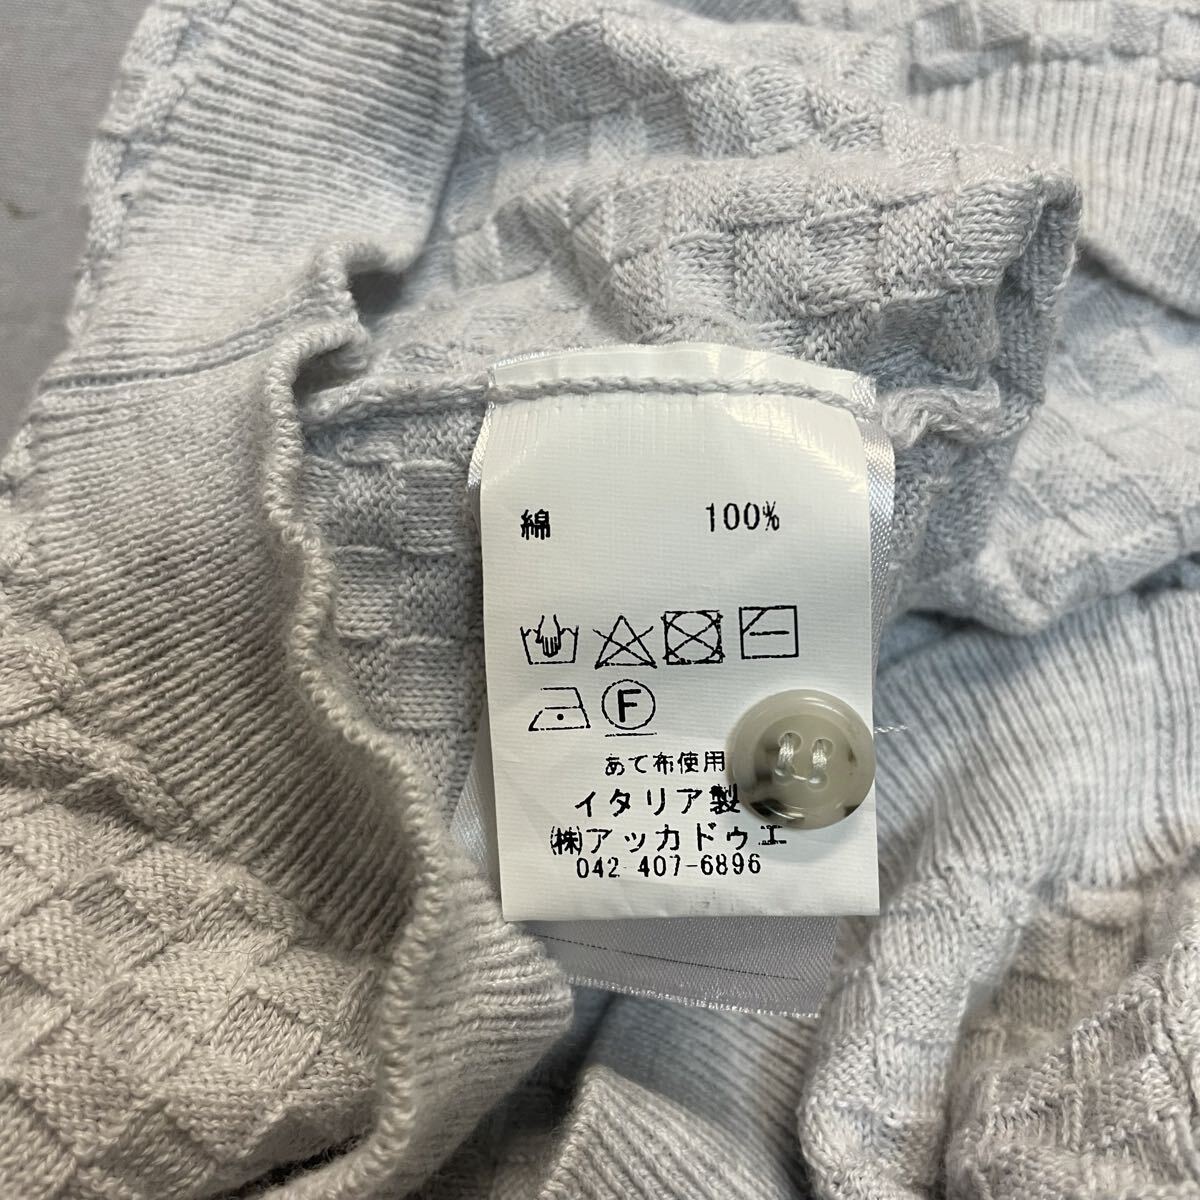 綿 100%
F
あて布使用
イタリア製
㈱アッカドゥエ
042 407-6896